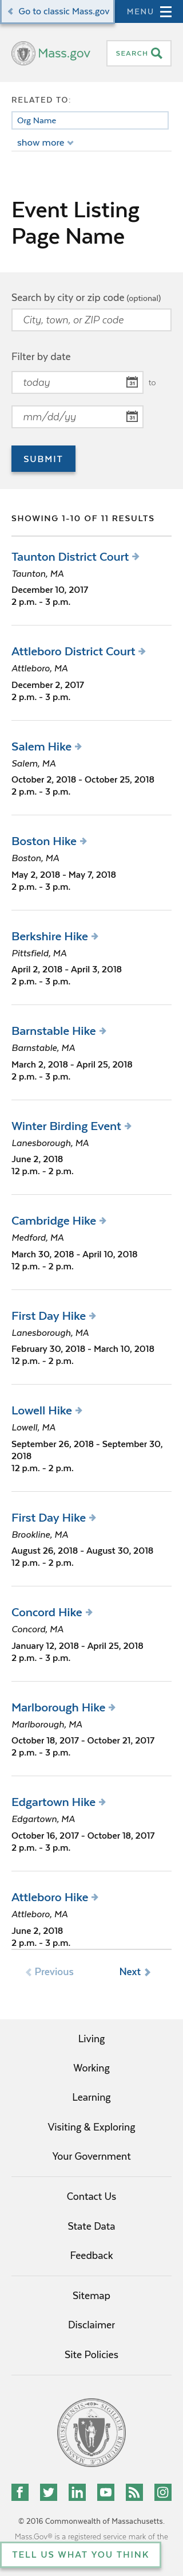 Go to classic Mass.gov
MENU
Mass.gov
SEARCH
RELATED TO:
Org Name
show more
Event Listing
Page Name
Search by city or zip code (optional)
City, town, or ZIP code
Filter by date
today
31
to
mm/dd/yy
31
SUBMIT
SHOWING 1-10 OF 11 RESULTS
Taunton District Court
Taunton, MA
December 10, 2017
2 p.m. - 3 p.m.
Attleboro District Court
Attleboro, MA
December 2, 2017
2 p.m. - 3 p.m.
Salem Hike
Salem, MA
October 2, 2018 - October 25, 2018
2 p.m. - 3 p.m.
Boston Hike
Boston, MA
May 2, 2018 - May 7, 2018
2 p.m. - 3 p.m.
Berkshire Hike
Pittsfield, MA
April 2, 2018 - April 3, 2018
2 p.m. - 3 p.m.
Barnstable Hike
Barnstable, MA
March 2, 2018 - April 25, 2018
2 p.m. - 3 p.m.
Winter Birding Event
Lanesborough, MA
June 2, 2018
12 p.m. - 2 p.m.
Cambridge Hike
Medford, MA
March 30, 2018 - April 10, 2018
12 p.m. - 2 p.m.
First Day Hike
Lanesborough, MA
February 30, 2018 - March 10, 2018
12 p.m. - 2 p.m.
Lowell Hike
Lowell, MA
September 26, 2018 - September 30,
2018
12 p.m. - 2 p.m.
First Day Hike
Brookline, MA
August 26, 2018 - August 30, 2018
12 p.m. - 2 p.m.
Concord Hike
Concord, MA
January 12, 2018 - April 25, 2018
2 p.m. - 3 p.m.
Marlborough Hike
Marlborough, MA
October 18, 2017 - October 21, 2017
2 p.m. - 3 p.m.
Edgartown Hike
Edgartown, MA
October 16, 2017 - October 18, 2017
2 p.m. - 3 p.m.
Attleboro Hike
Attleboro, MA
June 2, 2018
2 p.m. - 3 p.m.
Previous
Next
Living
Working
Learning
Visiting & Exploring
Your Government
Contact Us
State Data
Feedback
Sitemap
Disclaimer
Site Policies
© 2016 Commonwealth of Massachusetts.
Mass.Gov® is a registered service mark of the
TELL US WHAT YOU THINK